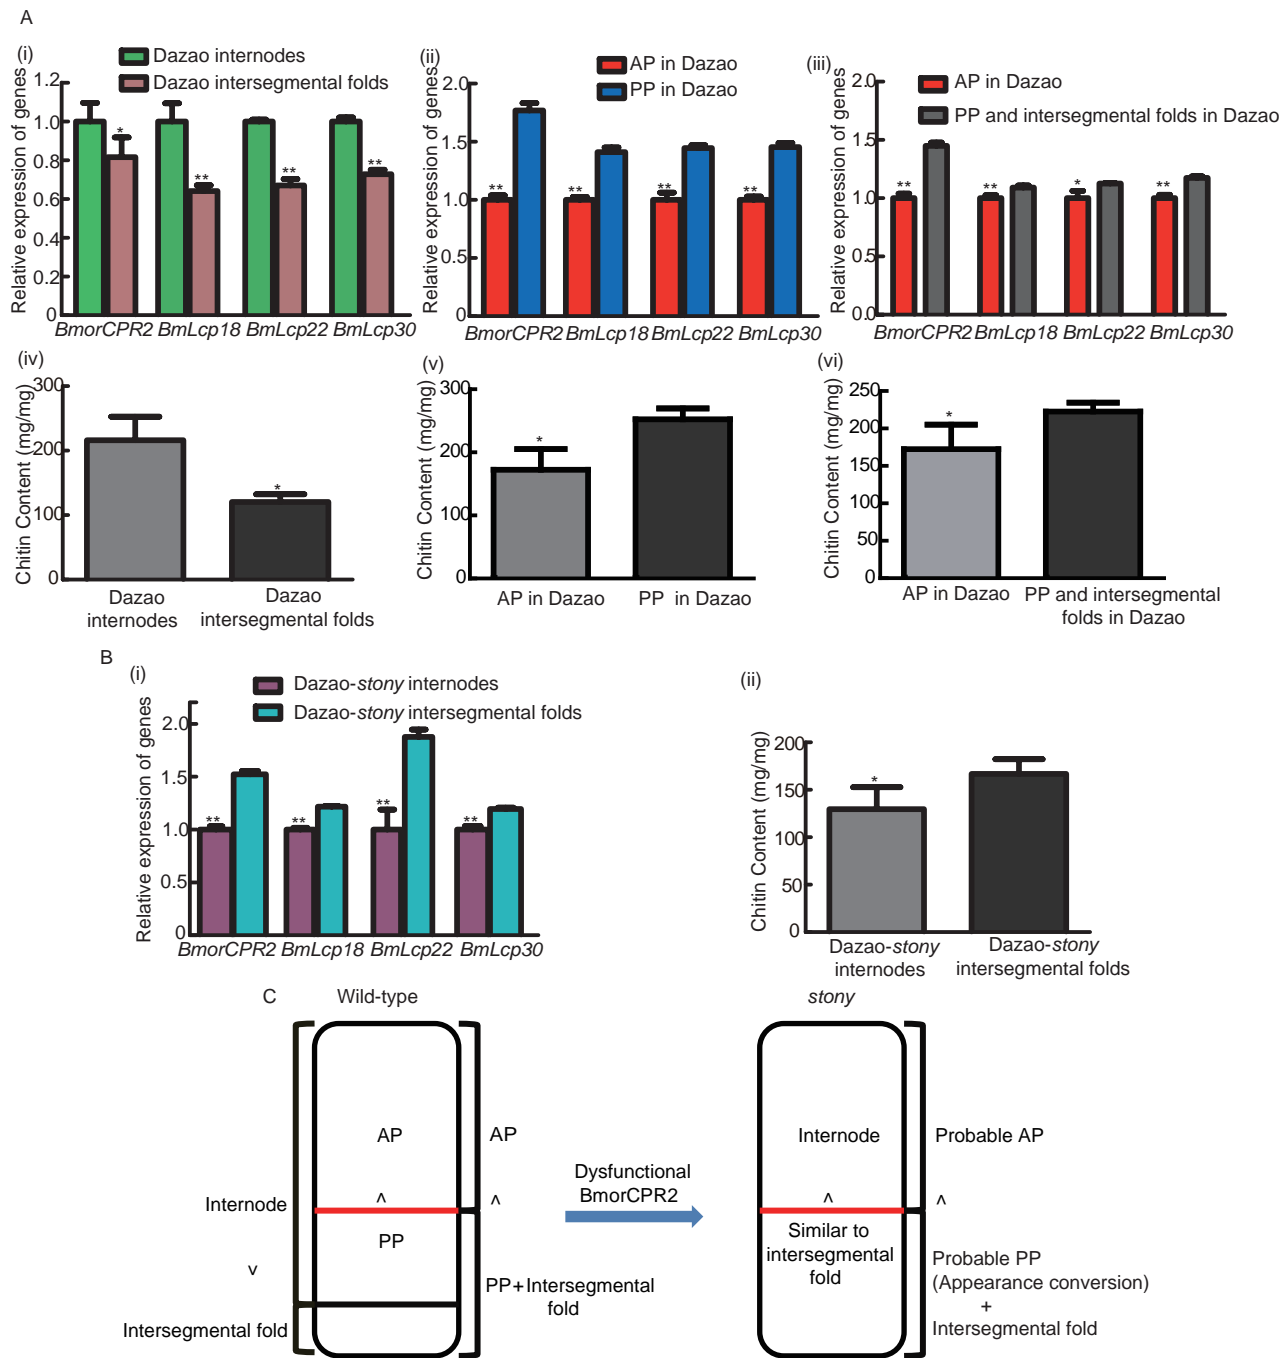 A
(i)
Dazao internodes
Dazao intersegmental folds
Relative expression of genes
1.2
1.0
0.8
0.6
0.4
0.2
0
*
**
**
**
BmorCPR2 BmLcp18 BmLcp22 BmLcp30
(ii)
AP in Dazao
PP in Dazao
Relative expression of genes
2.0
1.5
1.0
0.5
0
**
**
**
**
BmorCPR2 BmLcp18 BmLcp22 BmLcp30
(iii)
AP in Dazao
PP and intersegmental folds in Dazao
Relative expression of genes
2.0
1.5
1.0
0.5
0.0
**
**
*
**
BmorCPR2 BmLcp18 BmLcp22 BmLcp30
(iv)
Chitin Content (mg/mg)
300
200
100
0
*
Dazao internodes
Dazao intersegmental folds
(v)
Chitin Content (mg/mg)
300
200
100
0
*
AP in Dazao
PP in Dazao
(vi)
Chitin Content (mg/mg)
250
200
150
100
50
0
*
AP in Dazao
PP and intersegmental
folds in Dazao
B
(i)
Dazao-stony internodes
Dazao-stony intersegmental folds
Relative expression of genes
2.0
1.5
1.0
0.5
0
**
**
**
**
BmorCPR2 BmLcp18 BmLcp22 BmLcp30
(ii)
Chitin Content (mg/mg)
200
150
100
50
0
*
Dazao-stony
internodes
Dazao-stony
intersegmental folds
C
Wild-type
stony
AP
AP
Internode
Probable AP
Dysfunctional
BmorCPR2
Internode
^
^
^
^
PP
Similar to
intersegmental
fold
v
PP+Intersegmental
fold
Probable PP
(Appearance conversion)
+
Intersegmental fold
Intersegmental fold